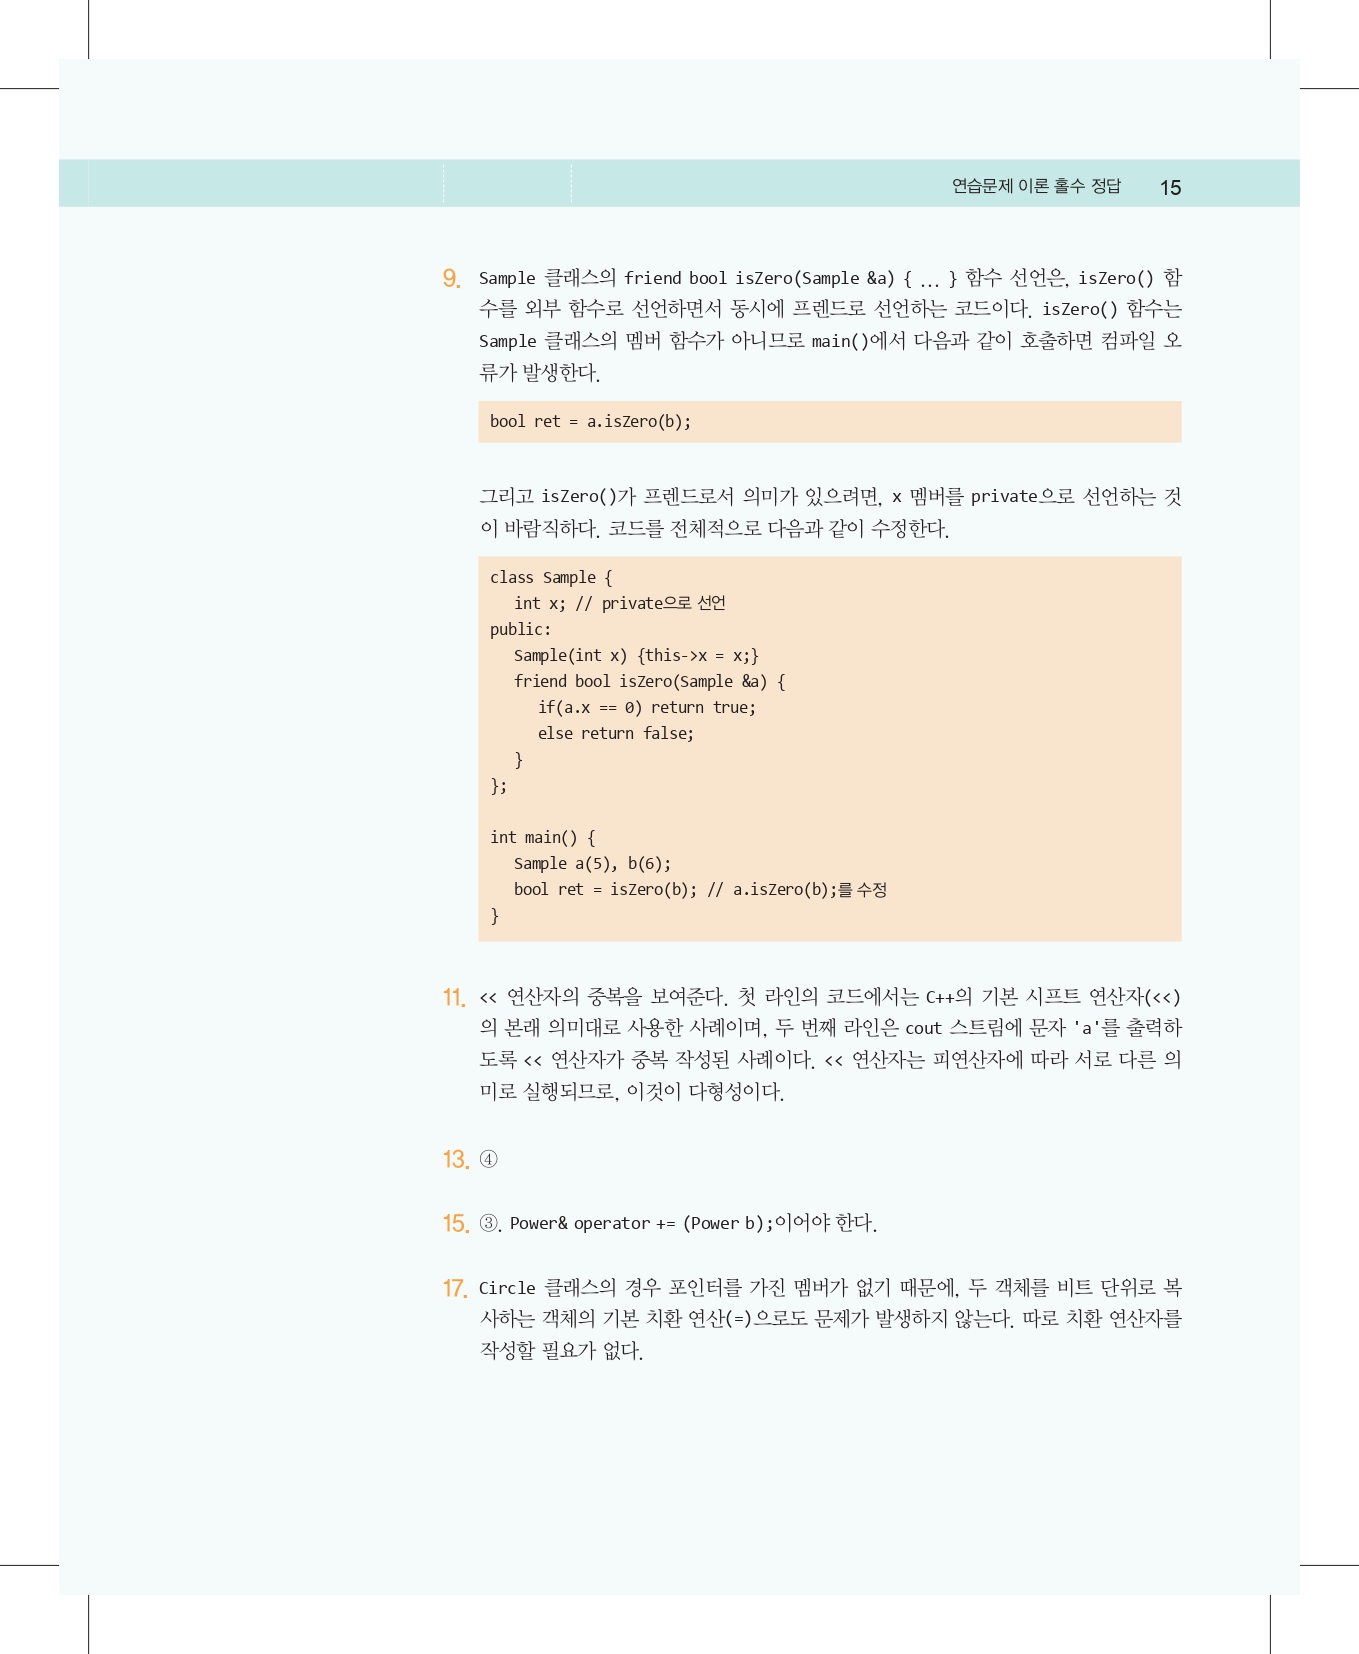 연습문제 이론 홀수 정답 15
9. Sample 클래스의 friend bool isZero(Sample &a) { ... } 함수 선언은, isZero() 함
수를 외부 함수로 선언하면서 동시에 프렌드로 선언하는 코드이다. isZero() 함수는
Sample 클래스의 멤버 함수가 아니므로 main()에서 다음과 같이 호출하면 컴파일 오
류가 발생한다.
bool ret = a.isZero(b);
그리고 isZero()가 프렌드로서 의미가 있으려면, x 멤버를 private으로 선언하는 것
이 바람직하다. 코드를 전체적으로 다음과 같이 수정한다.
class Sample {
int x; // private으로 선언
public:
Sample(int x) {this->x = x;}
friend bool isZero(Sample &a) {
if(a.x == 0) return true;
else return false;
}
};
int main() {
Sample a(5), b(6);
bool ret = isZero(b); // a.isZero(b);를 수정
}
11. << 연산자의 중복을 보여준다. 첫 라인의 코드에서는 C++의 기본 시프트 연산자(<<)
의 본래 의미대로 사용한 사례이며, 두 번째 라인은 cout 스트림에 문자 'a'를 출력하
도록 << 연산자가 중복 작성된 사례이다. << 연산자는 피연산자에 따라 서로 다른 의
미로 실행되므로, 이것이 다형성이다.
13. ④
15. ③. Power& operator += (Power b);이어야 한다.
17. Circle 클래스의 경우 포인터를 가진 멤버가 없기 때문에, 두 객체를 비트 단위로 복
사하는 객체의 기본 치환 연산(=)으로도 문제가 발생하지 않는다. 따로 치환 연산자를
작성할 필요가 없다.